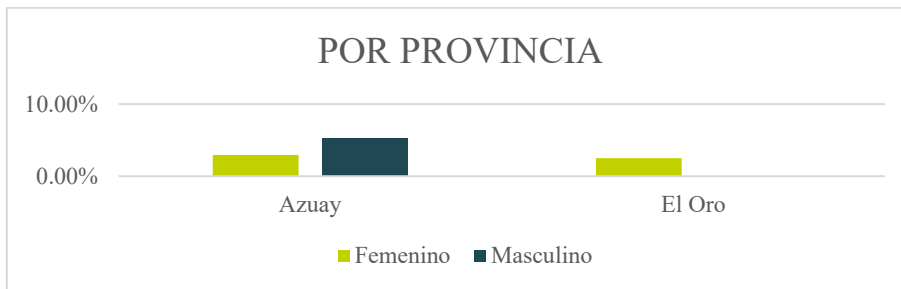 POR PROVINCIA
10.00%
0.00%
Azuay El Oro
Femenino Masculino